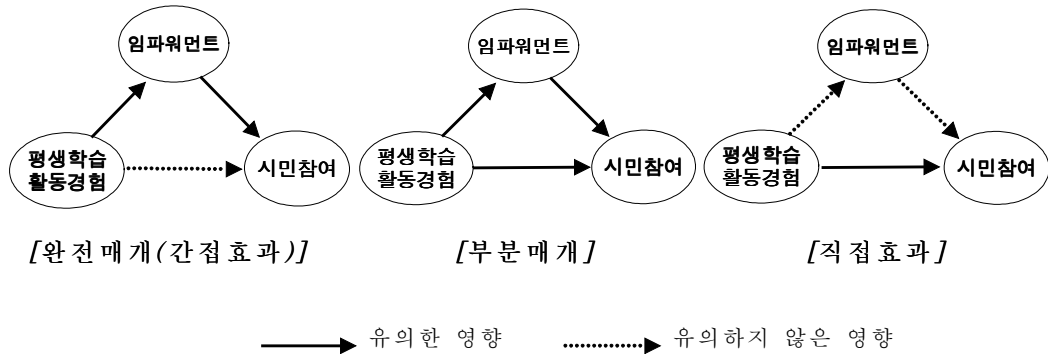 임파워먼트
평생학습
활동경험
시민참여
[완전매개(간접효과)]
임파워먼트
평생학습
활동경험
시민참여
[부분매개]
임파워먼트
평생학습
활동경험
시민참여
[직접효과]
유의한 영향
유의하지 않은 영향